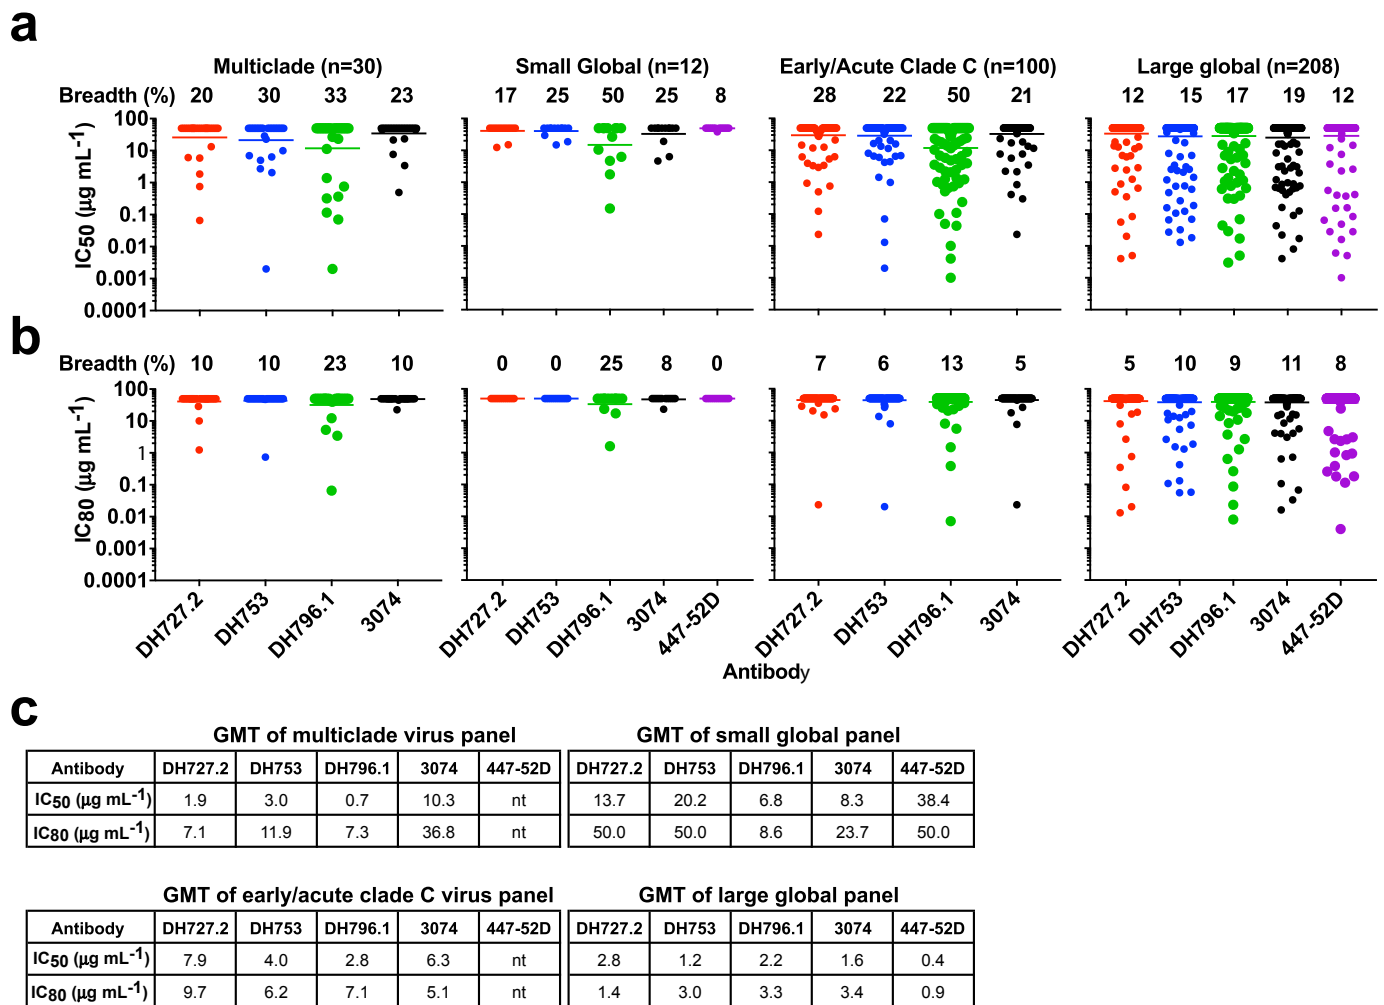 a
Multiclade (n=30) Small Global (n=12) Early/Acute Clade C (n=100) Large global (n=208)
Breadth (%) 20 30 33 23 17 25 50 25 8 28 22 50 21 12 15 17 19 12
IC50 (µg mL-1)
100
10
1
0.1
0.01
0.001
0.0001
b
Breadth (%) 10 10 23 10 0 0 25 8 0 7 6 13 5 5 10 9 11 8
IC80 (µg mL-1)
100
10
1
0.1
0.01
0.001
0.0001
DH727.2 DH753 DH796.1 3074 DH727.2 DH753 DH796.1 3074 447-52D DH727.2 DH753 DH796.1 3074 DH727.2 DH753 DH796.1 3074 447-52D
Antibody
c
GMT of multiclade virus panel GMT of small global panel
Antibody DH727.2 DH753 DH796.1 3074 447-52D DH727.2 DH753 DH796.1 3074 447-52D
IC50 (µg mL-1) 1.9 3.0 0.7 10.3 nt 13.7 20.2 6.8 8.3 38.4
IC80 (µg mL-1) 7.1 11.9 7.3 36.8 nt 50.0 50.0 8.6 23.7 50.0
GMT of early/acute clade C virus panel GMT of large global panel
Antibody DH727.2 DH753 DH796.1 3074 447-52D DH727.2 DH753 DH796.1 3074 447-52D
IC50 (µg mL-1) 7.9 4.0 2.8 6.3 nt 2.8 1.2 2.2 1.6 0.4
IC80 (µg mL-1) 9.7 6.2 7.1 5.1 nt 1.4 3.0 3.3 3.4 0.9